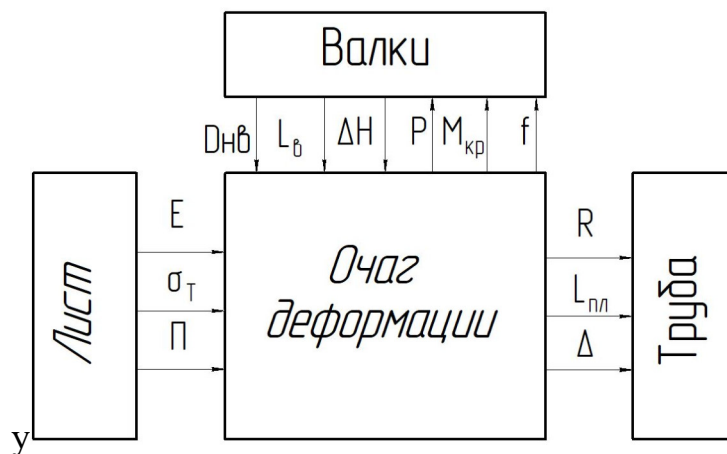 Валки
Dнв Lв ΔH P Mкр f
Лист
E
σТ
П
Очаг
деформации
R
Lпл
Δ
Труба
у